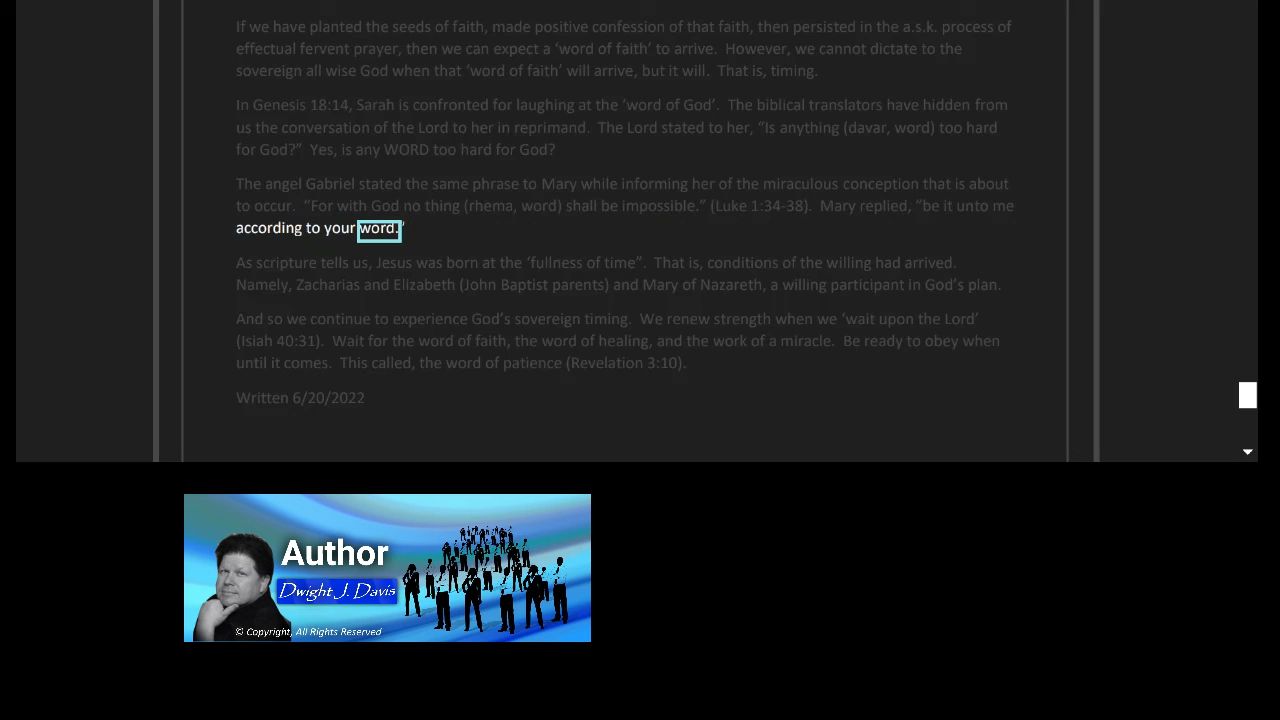 If we have planted the seeds of faith, made positive confession of that faith, then persisted in the a.s.k. process of
effectual fervent prayer, then we can expect a ‘word of faith’ to arrive.  However, we cannot dictate to the
sovereign all wise God when that ‘word of faith’ will arrive, but it will.  That is, timing.
In Genesis 18:14, Sarah is confronted for laughing at the ‘word of God’.  The biblical translators have hidden from
us the conversation of the Lord to her in reprimand.  The Lord stated to her, “Is anything (davar, word) too hard
for God?”  Yes, is any WORD too hard for God?
The angel Gabriel stated the same phrase to Mary while informing her of the miraculous conception that is about
to occur.  “For with God no thing (rhema, word) shall be impossible.” (Luke 1:34-38).  Mary replied, “be it unto me
according to your word.”
As scripture tells us, Jesus was born at the ‘fullness of time”.  That is, conditions of the willing had arrived.
Namely, Zacharias and Elizabeth (John Baptist parents) and Mary of Nazareth, a willing participant in God’s plan.
And so we continue to experience God’s sovereign timing.  We renew strength when we ‘wait upon the Lord’
(Isiah 40:31).  Wait for the word of faith, the word of healing, and the work of a miracle.  Be ready to obey when
until it comes.  This called, the word of patience (Revelation 3:10).
Written 6/20/2022
Author
Dwight J. Davis
© Copyright, All Rights Reserved